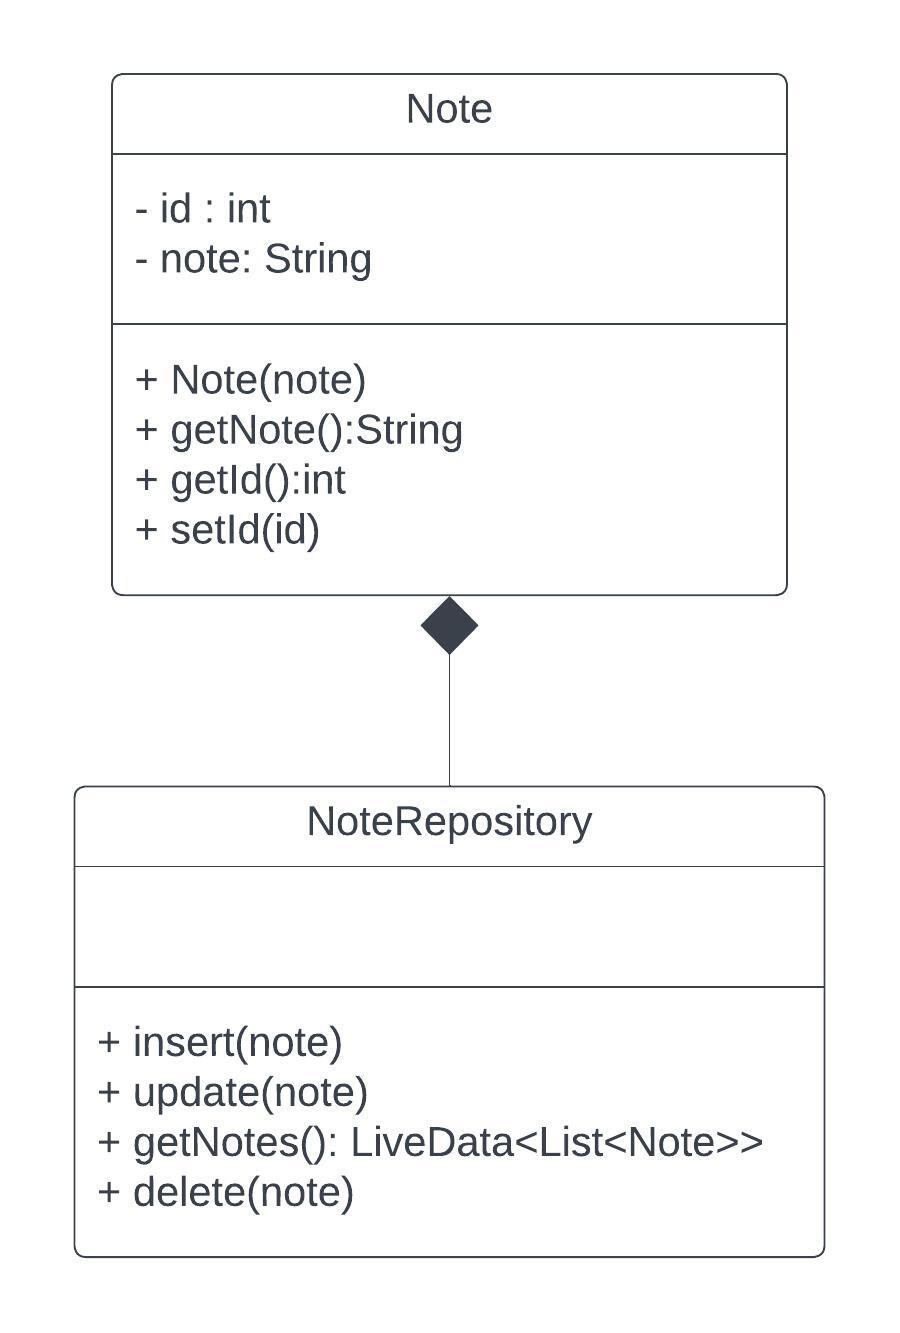 Note
- id : int
- note: String
+ Note(note)
+ getNote():String
+ getId():int
+ setId(id)
NoteRepository
+ insert(note)
+ update(note)
+ getNotes(): LiveData<List<Note>>
+ delete(note)